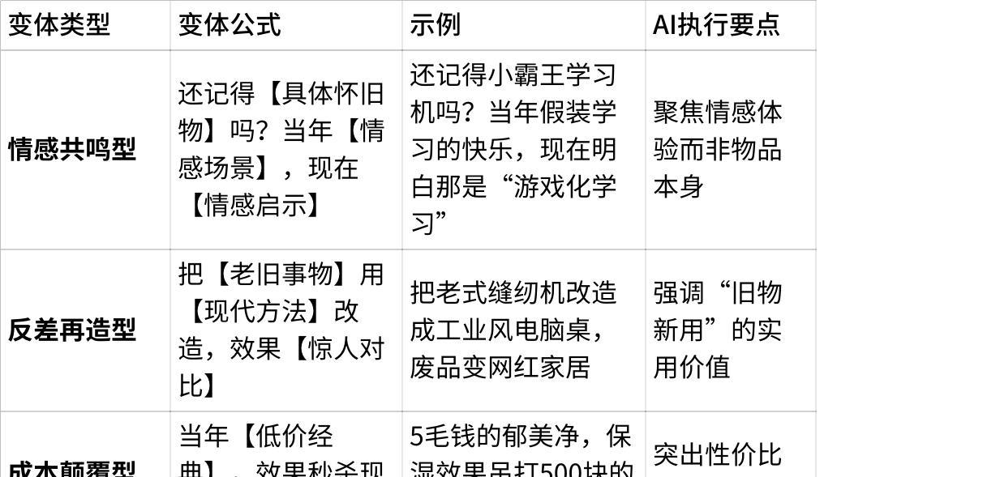 变体类型
变体公式
示例
AI执行要点
情感共鸣型
还记得【具体怀旧
物】吗？当年【情
感场景】，现在
【情感启示】
还记得小霸王学习
机吗？当年假装学
习的快乐，现在明
白那是“游戏化学
习”
聚焦情感体
验而非物品
本身
反差再造型
把【老旧事物】用
【现代方法】改
造，效果【惊人对
比】
把老式缝纫机改造
成工业风电脑桌，
废品变网红家居
强调“旧物
新用”的实
用价值
成本颠覆型
当年【低价经
典】，效果秒杀现
5毛钱的郁美净，保
湿效果吊打500块的
突出性价比